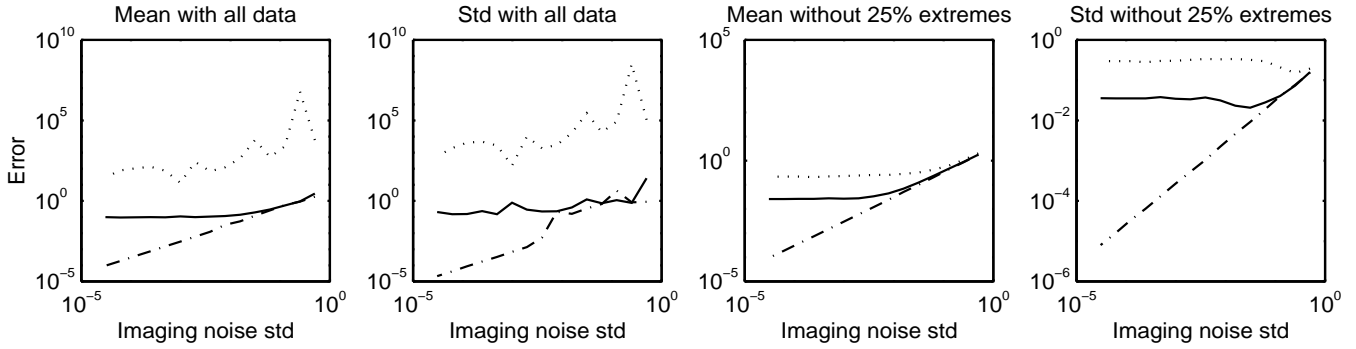 Mean with all data
Std with all data
Mean without 25% extremes
Std without 25% extremes
Error
10^10
10^5
10^0
10^-5
10^-5
10^0
Imaging noise std
10^10
10^5
10^0
10^-5
10^-5
10^0
Imaging noise std
10^5
10^0
10^-5
10^-5
10^0
Imaging noise std
10^0
10^-2
10^-4
10^-6
10^-5
10^0
Imaging noise std